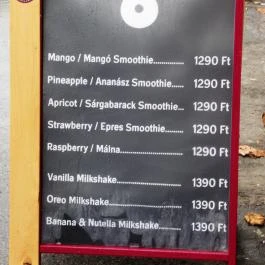 Mango / Mangó Smoothie............... 1290 Ft
Pineapple / Ananász Smoothie... 1290 Ft
Apricot / Sárgabarack Smoothie... 1290 Ft
Strawberry / Epres Smoothie.......... 1290 Ft
Raspberry / Málna...................... 1290 Ft
Vanilla Milkshake...................... 1390 Ft
Oreo Milkshake......................... 1390 Ft
Banana & Nutella Milkshake........ 1390 Ft